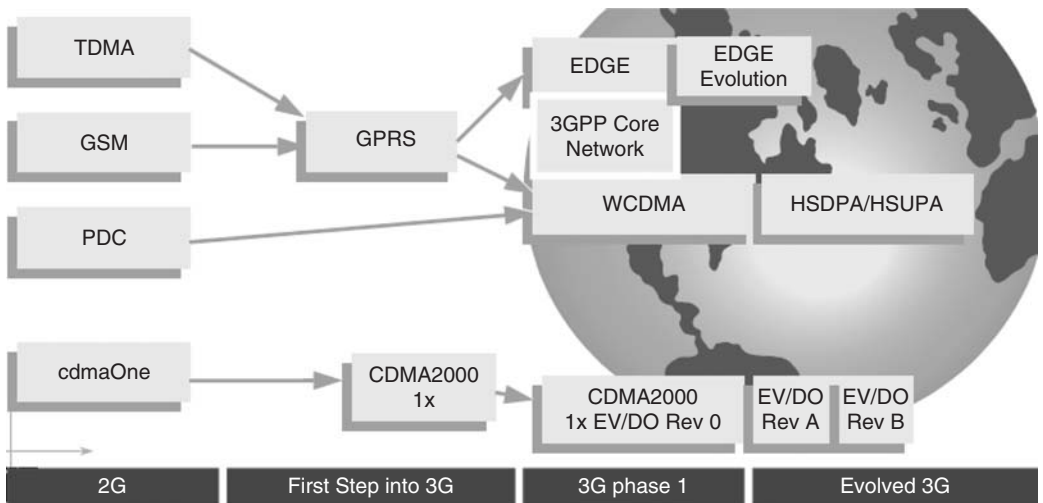 TDMA
GSM
PDC
cdmaOne
GPRS
CDMA2000
1x
EDGE
EDGE
Evolution
3GPP Core
Network
WCDMA
HSDPA/HSUPA
CDMA2000
1x EV/DO Rev 0
EV/DO
Rev A
EV/DO
Rev B
2G
First Step into 3G
3G phase 1
Evolved 3G